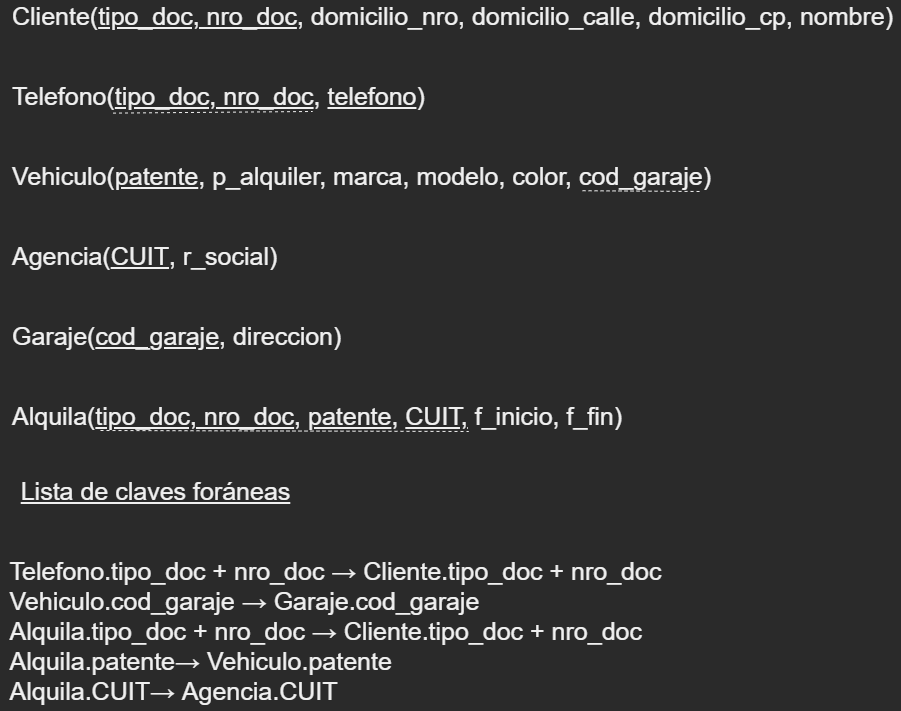 Cliente(tipo_doc, nro_doc, domicilio_nro, domicilio_calle, domicilio_cp, nombre)
Telefono(tipo_doc, nro_doc, telefono)
Vehiculo(patente, p_alquiler, marca, modelo, color, cod_garaje)
Agencia(CUIT, r_social)
Garaje(cod_garaje, direccion)
Alquila(tipo_doc, nro_doc, patente, CUIT, f_inicio, f_fin)
Lista de claves foráneas
Telefono.tipo_doc + nro_doc → Cliente.tipo_doc + nro_doc
Vehiculo.cod_garaje → Garaje.cod_garaje
Alquila.tipo_doc + nro_doc → Cliente.tipo_doc + nro_doc
Alquila.patente→ Vehiculo.patente
Alquila.CUIT→ Agencia.CUIT